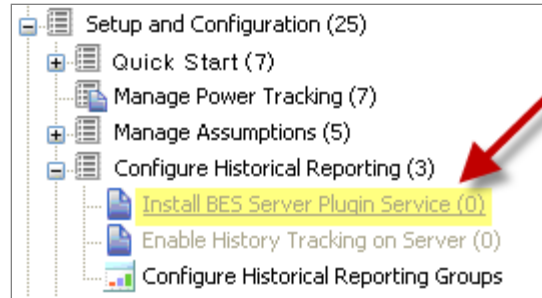 Setup and Configuration (25)
Quick Start (7)
Manage Power Tracking (7)
Manage Assumptions (5)
Configure Historical Reporting (3)
Install BES Server Plugin Service (0)
Enable History Tracking on Server (0)
Configure Historical Reporting Groups